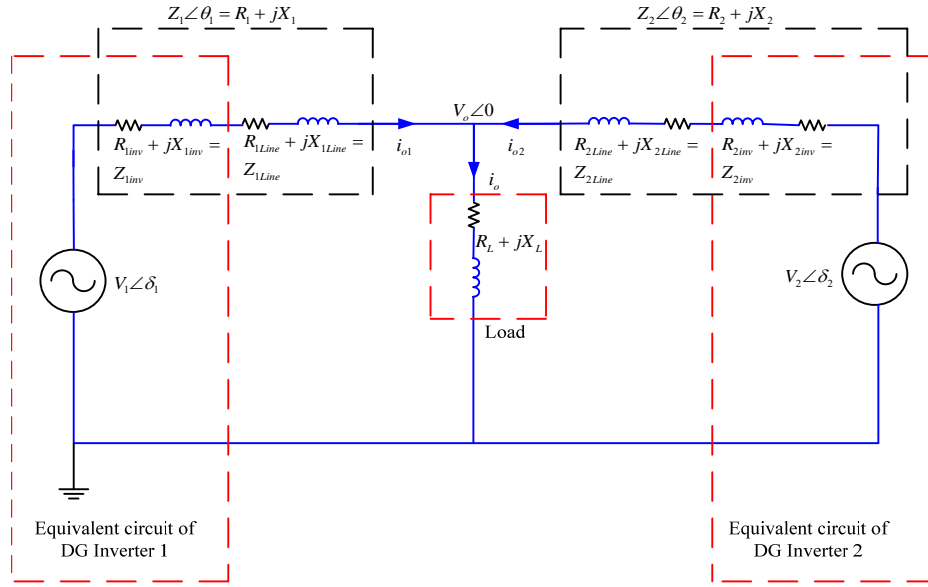 Z₁∠θ₁ = R₁ + jX₁
Z₂∠θ₂ = R₂ + jX₂
V₀∠0
R₁ᵢₙᵥ + jX₁ᵢₙᵥ =
Z₁ᵢₙᵥ
R₁Line + jX₁Line =
Z₁Line
i₀₁
i₀₂
R₂Line + jX₂Line =
Z₂Line
R₂ᵢₙᵥ + jX₂ᵢₙᵥ =
Z₂ᵢₙᵥ
i₀
R_L + jX_L
V₁∠δ₁
V₂∠δ₂
Load
Equivalent circuit of
DG Inverter 1
Equivalent circuit of
DG Inverter 2